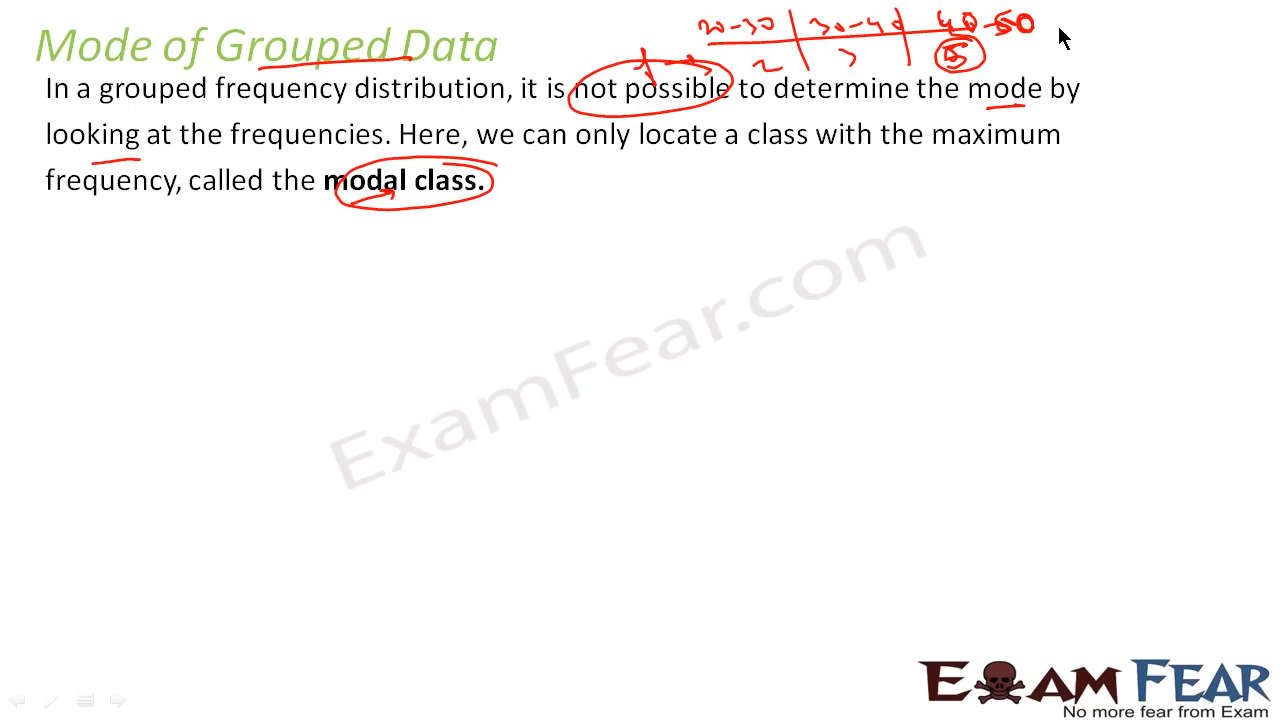 20-30 30-40 40-50
Mode of Grouped Data
f → 2 5
In a grouped frequency distribution, it is not possible to determine the mode by
looking at the frequencies. Here, we can only locate a class with the maximum
frequency, called the modal class.
ExamFear.com
EXAM FEAR
No more fear from Exam